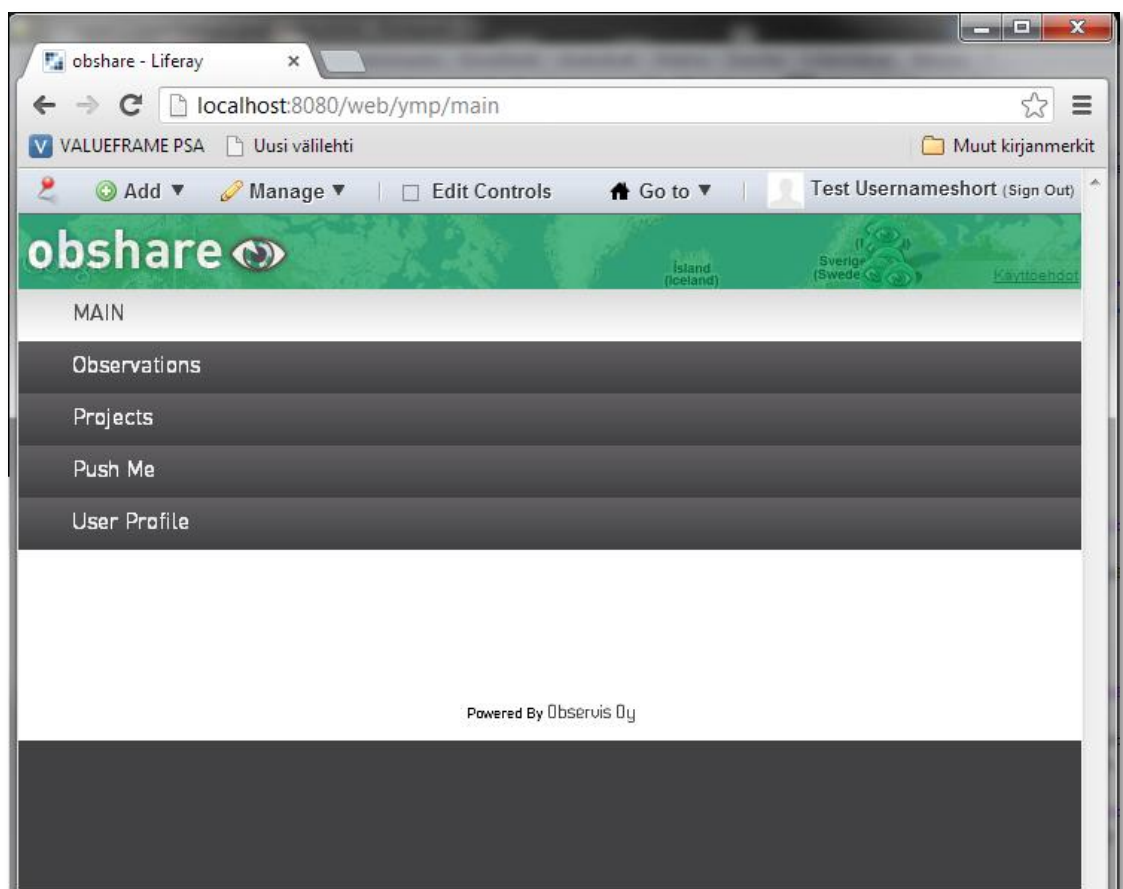 obshare - Liferay
localhost:8080/web/ymp/main
V VALUEFRAME PSA Uusi välilehti Muut kirjanmerkit
Add Manage Edit Controls Go to Test Usernameshort (Sign Out)
obshare
Ísland
(Iceland)
Sverige
(Swede
Käyttöehdot
MAIN
Observations
Projects
Push Me
User Profile
Powered By Observis Oy